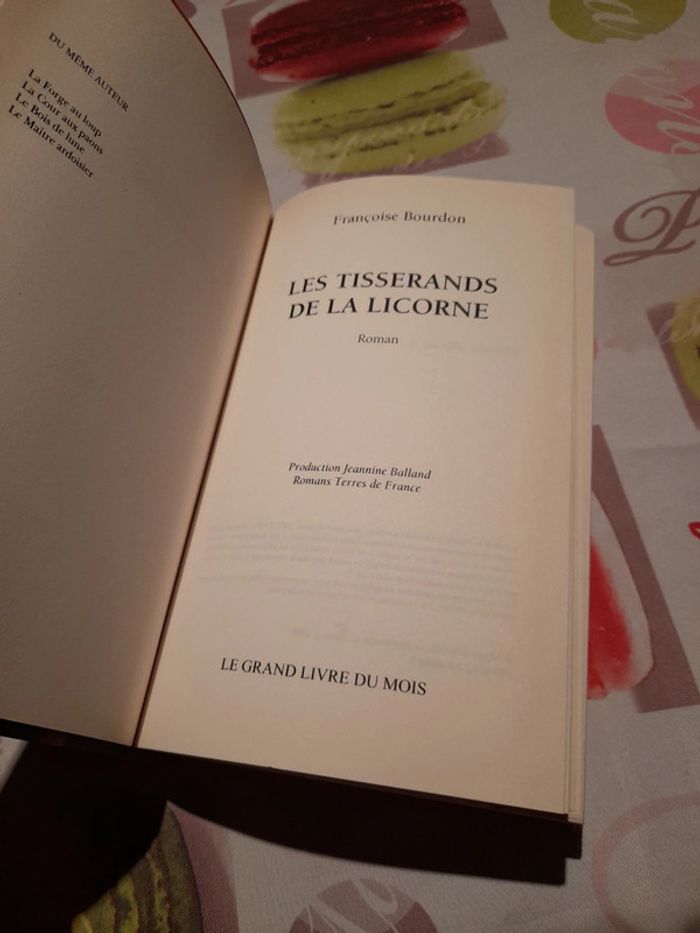 DU MÊME AUTEUR
La Forge au loup
La Cour aux paons
Le Bois de lune
Le Maître ardoisier
Françoise Bourdon
LES TISSERANDS
DE LA LICORNE
Roman
Production Jeannine Balland
Romans Terres de France
LE GRAND LIVRE DU MOIS